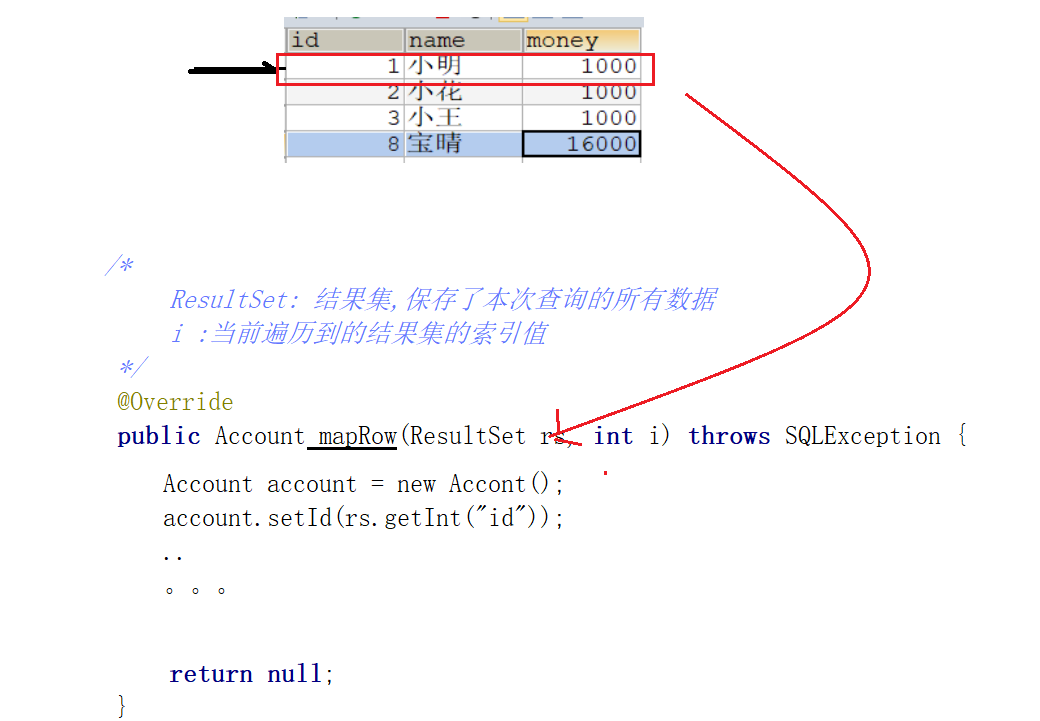 id name money
1 小明 1000
2 小花 1000
3 小王 1000
8 宝晴 16000
/*
ResultSet: 结果集,保存了本次查询的所有数据
i :当前遍历到的结果集的索引值
*/
@Override
public Account mapRow(ResultSet rs, int i) throws SQLException {
Account account = new Accont();
account.setId(rs.getInt("id"));
..
。。。
return null;
}